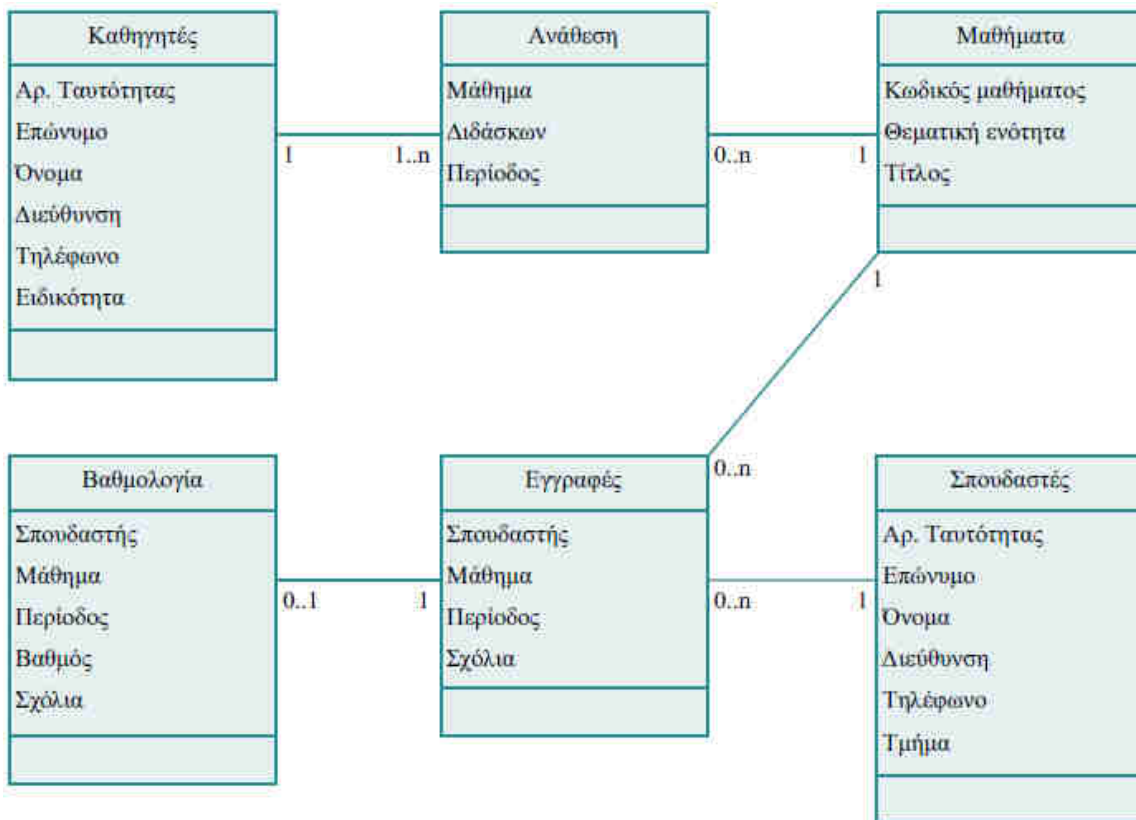 Καθηγητές
Αρ. Ταυτότητας
Επώνυμο
Όνομα
Διεύθυνση
Τηλέφωνο
Ειδικότητα
1
1..n
Ανάθεση
Μάθημα
Διδάσκων
Περίοδος
0..n
1
Μαθήματα
Κωδικός μαθήματος
Θεματική ενότητα
Τίτλος
1
0..n
Βαθμολογία
Σπουδαστής
Μάθημα
Περίοδος
Βαθμός
Σχόλια
0..1
1
Εγγραφές
Σπουδαστής
Μάθημα
Περίοδος
Σχόλια
0..n
1
Σπουδαστές
Αρ. Ταυτότητας
Επώνυμο
Όνομα
Διεύθυνση
Τηλέφωνο
Τμήμα